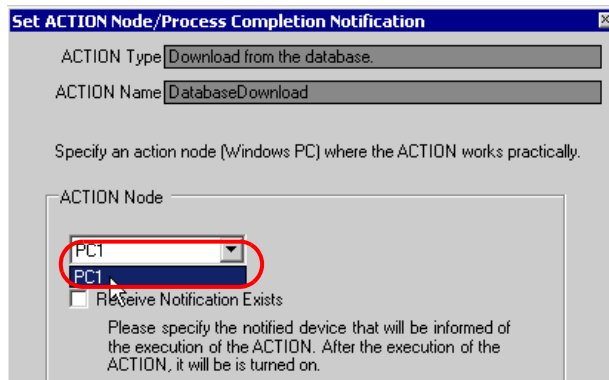 Set ACTION Node/Process Completion Notification
ACTION Type Download from the database.
ACTION Name DatabaseDownload
Specify an action node (Windows PC) where the ACTION works practically.
ACTION Node
PC1
PC1
Receive Notification Exists
Please specify the notified device that will be informed of
the execution of the ACTION. After the execution of the
ACTION, it will be is turned on.